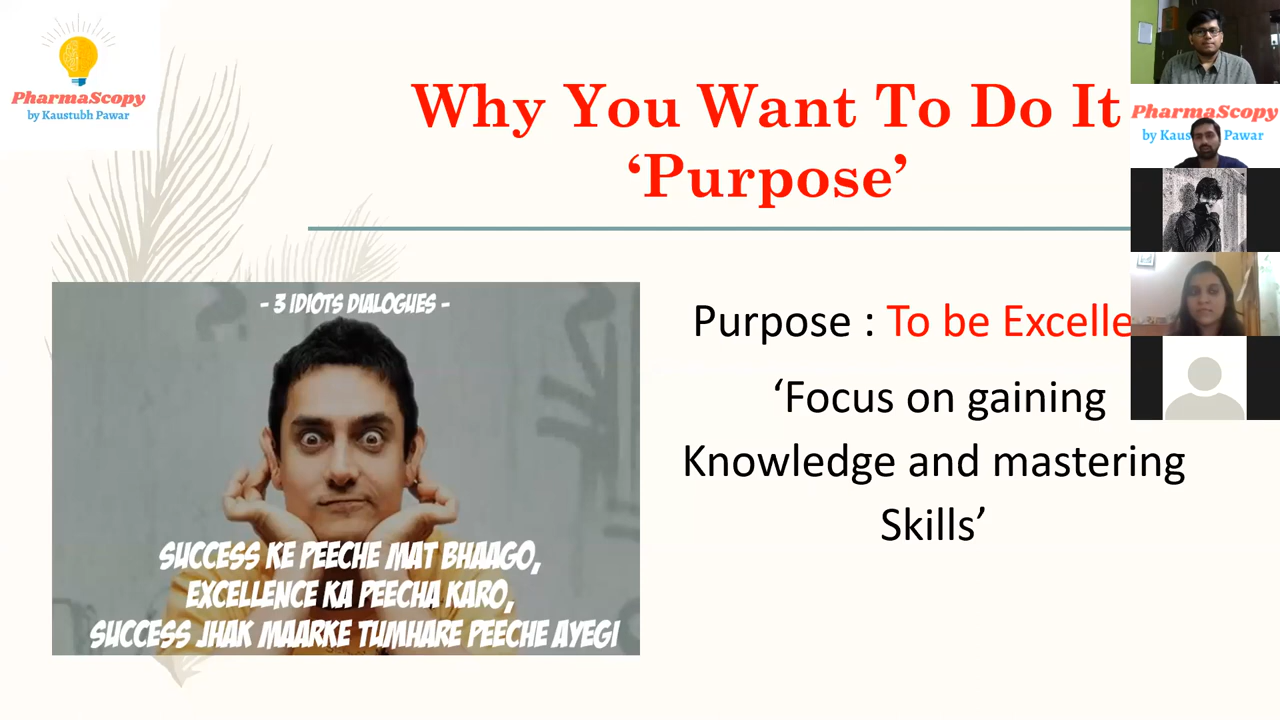 PharmaScopy
by Kaustubh Pawar
Why You Want To Do It
‘Purpose’
- 3 IDIOTS DIALOGUES -
SUCCESS KE PEECHE MAT BHAAGO,
EXCELLENCE KA PEECHA KARO,
SUCCESS JHAK MAARKE TUMHARE PEECHE AYEGI
Purpose : To be Excelle
‘Focus on gaining
Knowledge and mastering
Skills’
PharmaScopy
by Kaus Pawar